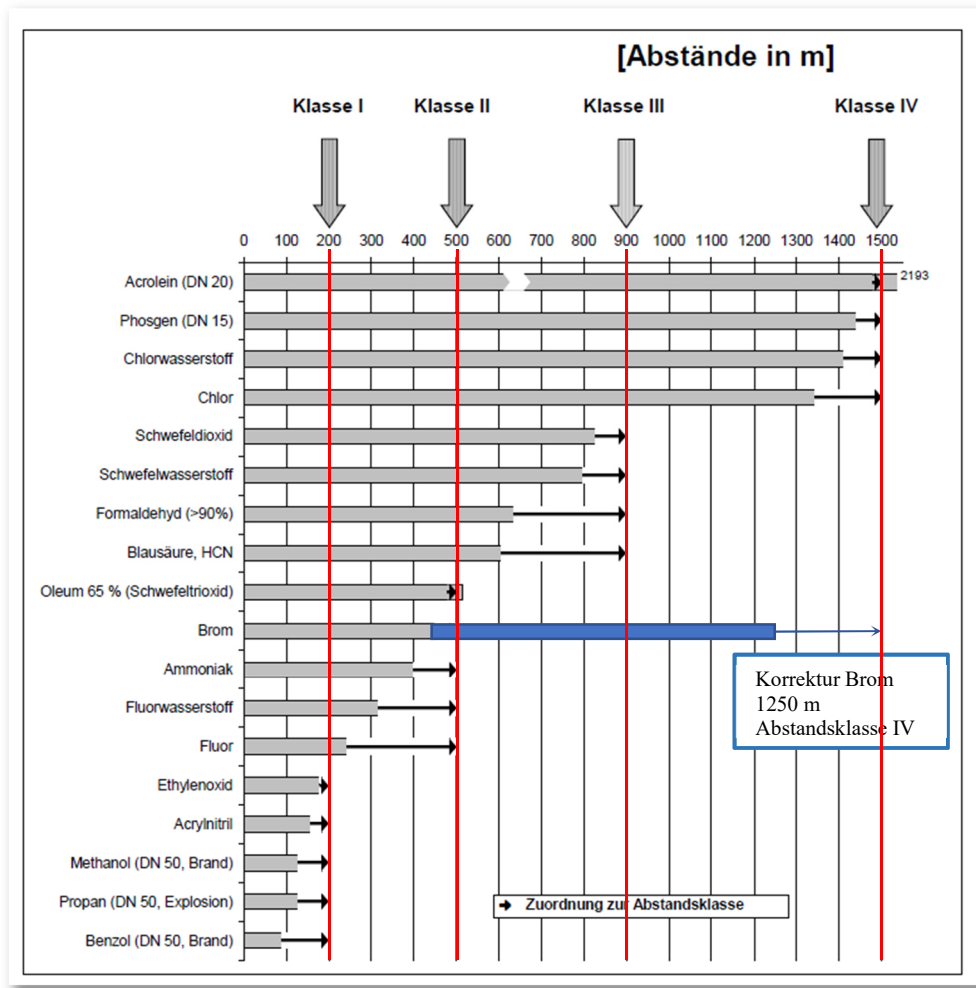 [Abstände in m]
Klasse I Klasse II Klasse III Klasse IV
0 100 200 300 400 500 600 700 800 900 1000 1100 1200 1300 1400 1500
Acrolein (DN 20) 2193
Phosgen (DN 15)
Chlorwasserstoff
Chlor
Schwefeldioxid
Schwefelwasserstoff
Formaldehyd (>90%)
Blausäure, HCN
Oleum 65 % (Schwefeltrioxid)
Brom
Korrektur Brom
1250 m
Abstandsklasse IV
Ammoniak
Fluorwasserstoff
Fluor
Ethylenoxid
Acrylnitril
Methanol (DN 50, Brand)
Propan (DN 50, Explosion)
Zuordnung zur Abstandsklasse
Benzol (DN 50, Brand)